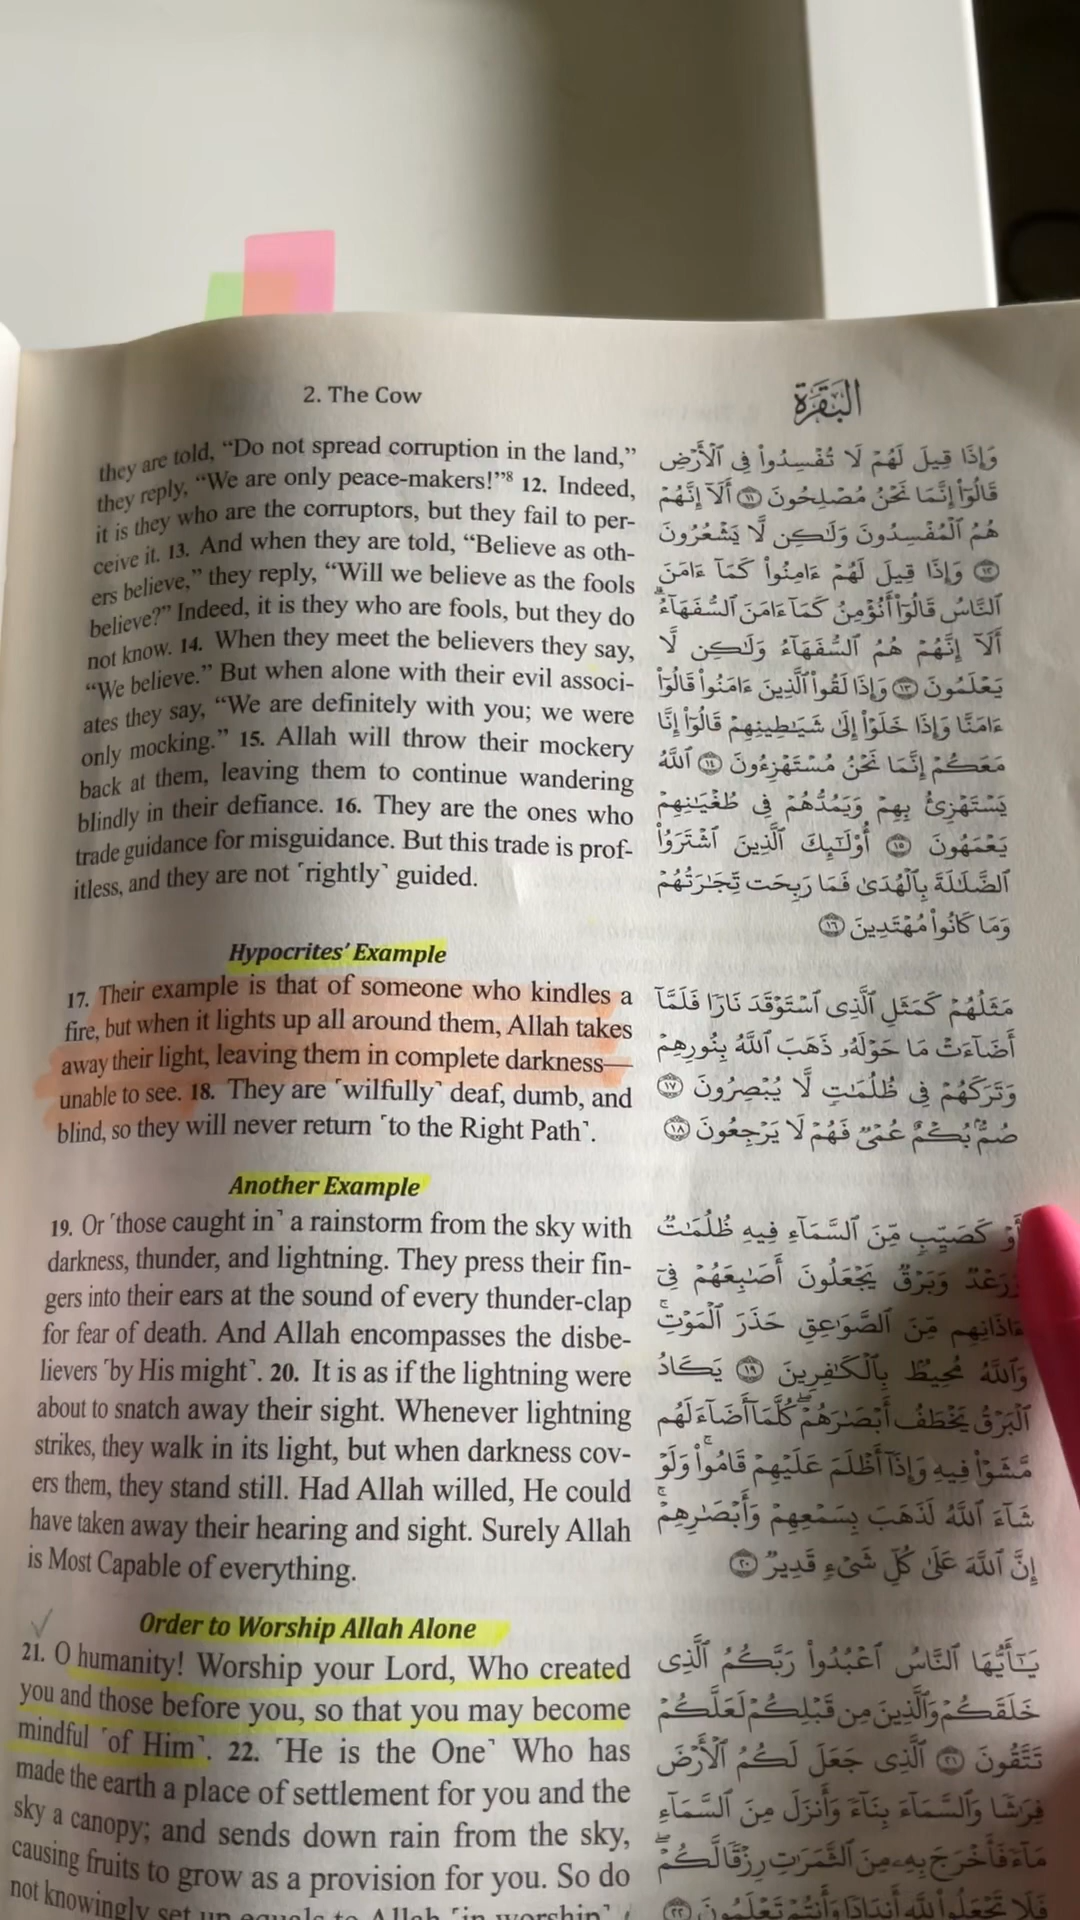 2. The Cow
they are told, “Do not spread corruption in the land,”
they reply, “We are only peace-makers!”⁸ 12. Indeed,
it is they who are the corruptors, but they fail to per-
ceive it. 13. And when they are told, “Believe as oth-
ers believe,” they reply, “Will we believe as the fools
believe?” Indeed, it is they who are fools, but they do
not know. 14. When they meet the believers they say,
“We believe.” But when alone with their evil associ-
ates they say, “We are definitely with you; we were
only mocking.” 15. Allah will throw their mockery
back at them, leaving them to continue wandering
blindly in their defiance. 16. They are the ones who
trade guidance for misguidance. But this trade is prof-
itless, and they are not ˹rightly˺ guided.
Hypocrites’ Example
17. Their example is that of someone who kindles a
fire, but when it lights up all around them, Allah takes
away their light, leaving them in complete darkness—
unable to see. 18. They are ˹wilfully˺ deaf, dumb, and
blind, so they will never return ˹to the Right Path˺.
Another Example
19. Or ˹those caught in˺ a rainstorm from the sky with
darkness, thunder, and lightning. They press their fin-
gers into their ears at the sound of every thunder-clap
for fear of death. And Allah encompasses the disbe-
lievers ˹by His might˺. 20. It is as if the lightning were
about to snatch away their sight. Whenever lightning
strikes, they walk in its light, but when darkness cov-
ers them, they stand still. Had Allah willed, He could
have taken away their hearing and sight. Surely Allah
is Most Capable of everything.
Order to Worship Allah Alone
21. O humanity! Worship your Lord, Who created
you and those before you, so that you may become
mindful ˹of Him˺. 22. ˹He is the One˺ Who has
made the earth a place of settlement for you and the
sky a canopy; and sends down rain from the sky,
causing fruits to grow as a provision for you. So do
not knowingly set up equals to Allah ˹in worship˺
البَقَرَة
وَإِذَا قِيلَ لَهُمۡ لَا تُفۡسِدُواْ فِي ٱلۡأَرۡضِ
قَالُوٓاْ إِنَّمَا نَحۡنُ مُصۡلِحُونَ ١١ أَلَآ إِنَّهُمۡ
هُمُ ٱلۡمُفۡسِدُونَ وَلَٰكِن لَّا يَشۡعُرُونَ
١٢ وَإِذَا قِيلَ لَهُمۡ ءَامِنُواْ كَمَآ ءَامَنَ
ٱلنَّاسُ قَالُوٓاْ أَنُؤۡمِنُ كَمَآ ءَامَنَ ٱلسُّفَهَآءُۗ
أَلَآ إِنَّهُمۡ هُمُ ٱلسُّفَهَآءُ وَلَٰكِن لَّا
يَعۡلَمُونَ ١٣ وَإِذَا لَقُواْ ٱلَّذِينَ ءَامَنُواْ قَالُوٓاْ
ءَامَنَّا وَإِذَا خَلَوۡاْ إِلَىٰ شَيَٰطِينِهِمۡ قَالُوٓاْ إِنَّا
مَعَكُمۡ إِنَّمَا نَحۡنُ مُسۡتَهۡزِءُونَ ١٤ ٱللَّهُ
يَسۡتَهۡزِئُ بِهِمۡ وَيَمُدُّهُمۡ فِي طُغۡيَٰنِهِمۡ
يَعۡمَهُونَ ١٥ أُوْلَٰٓئِكَ ٱلَّذِينَ ٱشۡتَرَوُاْ
ٱلضَّلَٰلَةَ بِٱلۡهُدَىٰ فَمَا رَبِحَت تِّجَٰرَتُهُمۡ
وَمَا كَانُواْ مُهۡتَدِينَ ١٦
مَثَلُهُمۡ كَمَثَلِ ٱلَّذِي ٱسۡتَوۡقَدَ نَارٗا فَلَمَّآ
أَضَآءَتۡ مَا حَوۡلَهُۥ ذَهَبَ ٱللَّهُ بِنُورِهِمۡ
وَتَرَكَهُمۡ فِي ظُلُمَٰتٖ لَّا يُبۡصِرُونَ ١٧
صُمُّۢ بُكۡمٌ عُمۡيٞ فَهُمۡ لَا يَرۡجِعُونَ ١٨
أَوۡ كَصَيِّبٖ مِّنَ ٱلسَّمَآءِ فِيهِ ظُلُمَٰتٞ
وَرَعۡدٞ وَبَرۡقٞ يَجۡعَلُونَ أَصَٰبِعَهُمۡ فِيٓ
ءَاذَانِهِم مِّنَ ٱلصَّوَٰعِقِ حَذَرَ ٱلۡمَوۡتِۚ
وَٱللَّهُ مُحِيطُۢ بِٱلۡكَٰفِرِينَ ١٩ يَكَادُ
ٱلۡبَرۡقُ يَخۡطَفُ أَبۡصَٰرَهُمۡۖ كُلَّمَآ أَضَآءَ لَهُم
مَّشَوۡاْ فِيهِ وَإِذَآ أَظۡلَمَ عَلَيۡهِمۡ قَامُواْۚ وَلَوۡ
شَآءَ ٱللَّهُ لَذَهَبَ بِسَمۡعِهِمۡ وَأَبۡصَٰرِهِمۡۚ
إِنَّ ٱللَّهَ عَلَىٰ كُلِّ شَيۡءٖ قَدِيرٞ ٢٠
يَٰٓأَيُّهَا ٱلنَّاسُ ٱعۡبُدُواْ رَبَّكُمُ ٱلَّذِي
خَلَقَكُمۡ وَٱلَّذِينَ مِن قَبۡلِكُمۡ لَعَلَّكُمۡ
تَتَّقُونَ ٢١ ٱلَّذِي جَعَلَ لَكُمُ ٱلۡأَرۡضَ
فِرَٰشٗا وَٱلسَّمَآءَ بِنَآءٗ وَأَنزَلَ مِنَ ٱلسَّمَآءِ
مَآءٗ فَأَخۡرَجَ بِهِۦ مِنَ ٱلثَّمَرَٰتِ رِزۡقٗا لَّكُمۡۖ
فَلَا تَجۡعَلُواْ لِلَّهِ أَندَادٗا وَأَنتُمۡ تَعۡلَمُونَ ٢٢